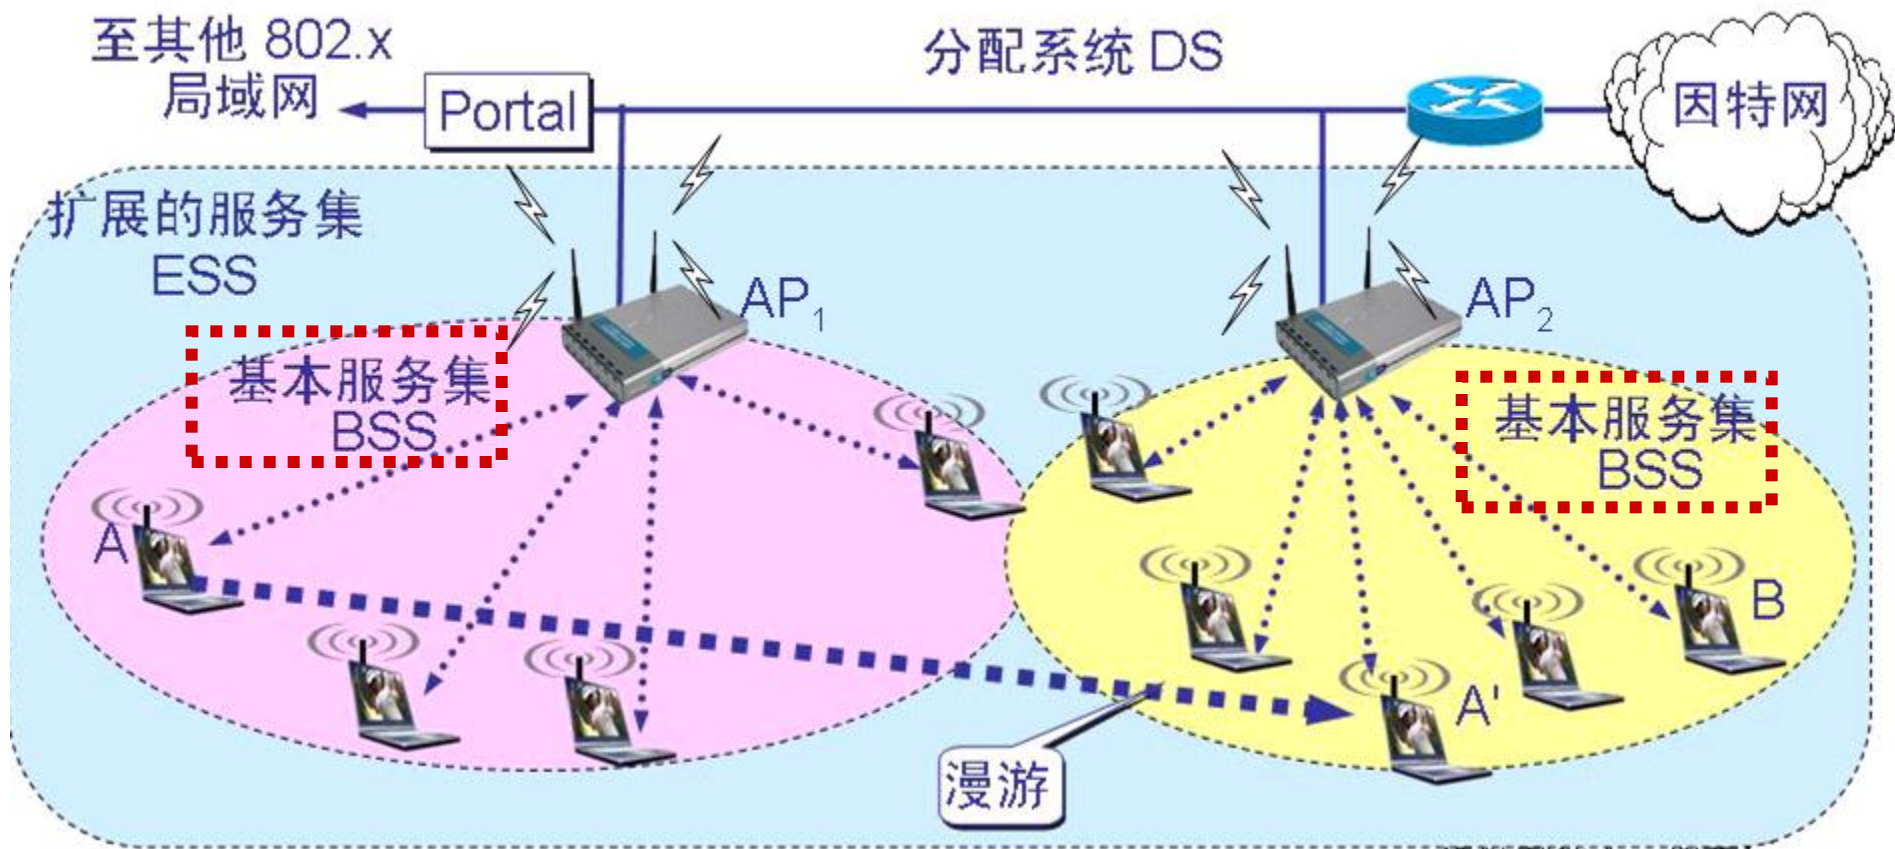 至其他 802.x
局域网
Portal
分配系统 DS
因特网
扩展的服务集
ESS
AP1
AP2
基本服务集
BSS
基本服务集
BSS
A
B
A'
漫游